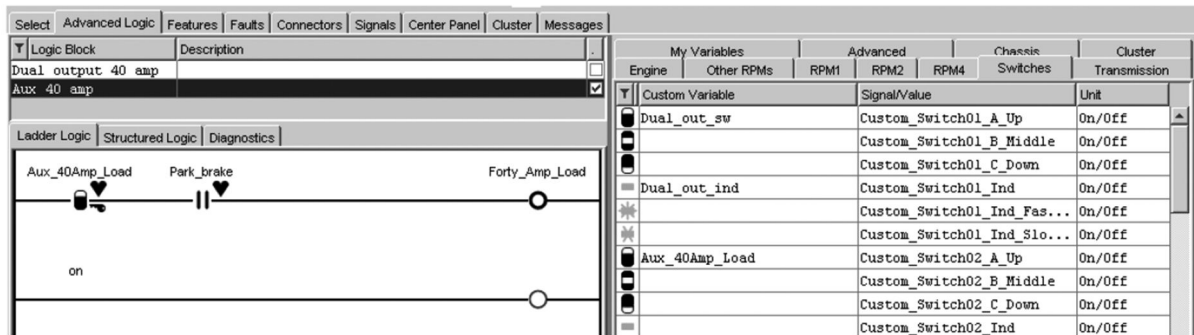 Select Advanced Logic Features Faults Connectors Signals Center Panel Cluster Messages
Logic Block Description .
Dual output 40 amp
Aux 40 amp
Ladder Logic Structured Logic Diagnostics
Aux_40Amp_Load Park_brake Forty_Amp_Load
on
My Variables Advanced Chassis Cluster
Engine Other RPMs RPM1 RPM2 RPM4 Switches Transmission
Custom Variable Signal/Value Unit
Dual_out_sw Custom_Switch01_A_Up On/Off
Custom_Switch01_B_Middle On/Off
Custom_Switch01_C_Down On/Off
Dual_out_ind Custom_Switch01_Ind On/Off
Custom_Switch01_Ind_Fas... On/Off
Custom_Switch01_Ind_Slo... On/Off
Aux_40Amp_Load Custom_Switch02_A_Up On/Off
Custom_Switch02_B_Middle On/Off
Custom_Switch02_C_Down On/Off
Custom_Switch02_Ind On/Off